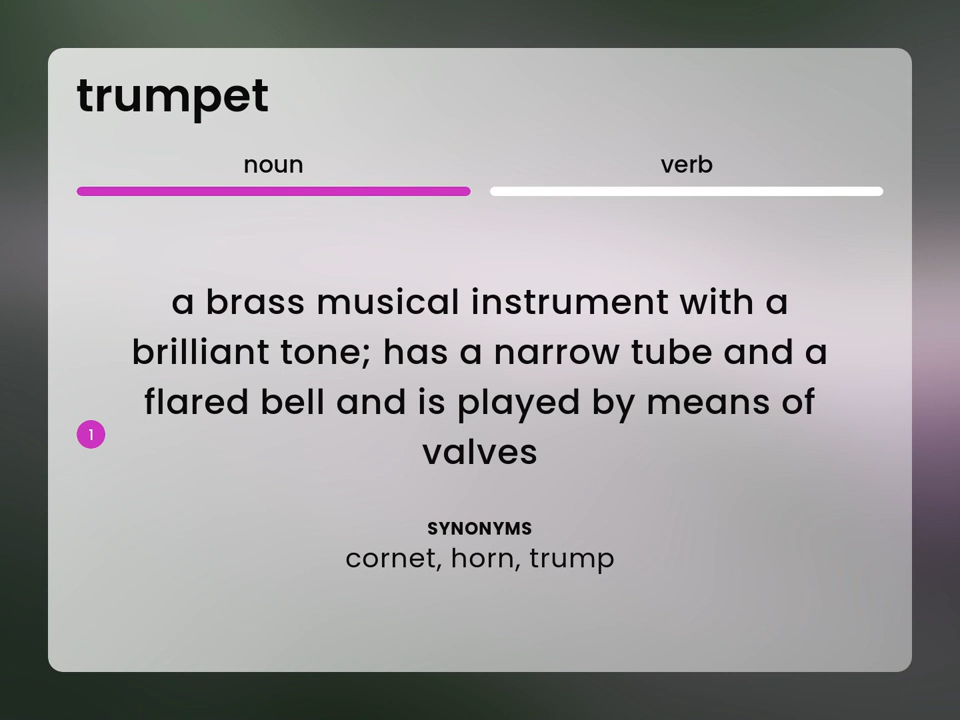 trumpet
noun
verb
a brass musical instrument with a
brilliant tone; has a narrow tube and a
flared bell and is played by means of
valves
1
SYNONYMS
cornet, horn, trump